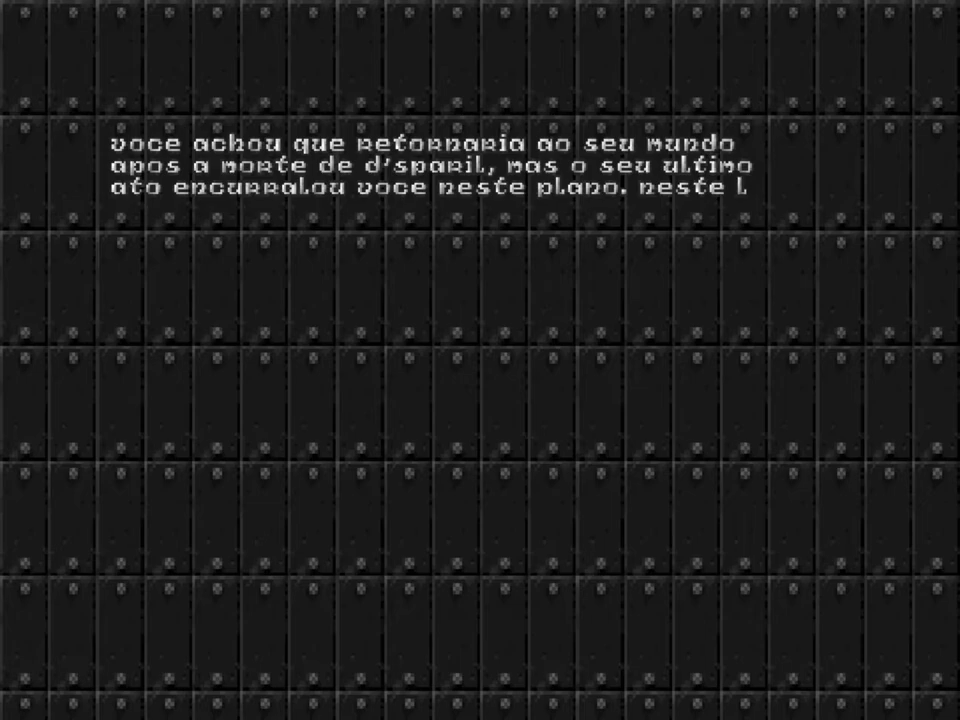 voce achou que retornaria ao seu mundo
apos a morte de d'sparil, mas o seu ultimo
ato encurralou voce neste plano. neste l